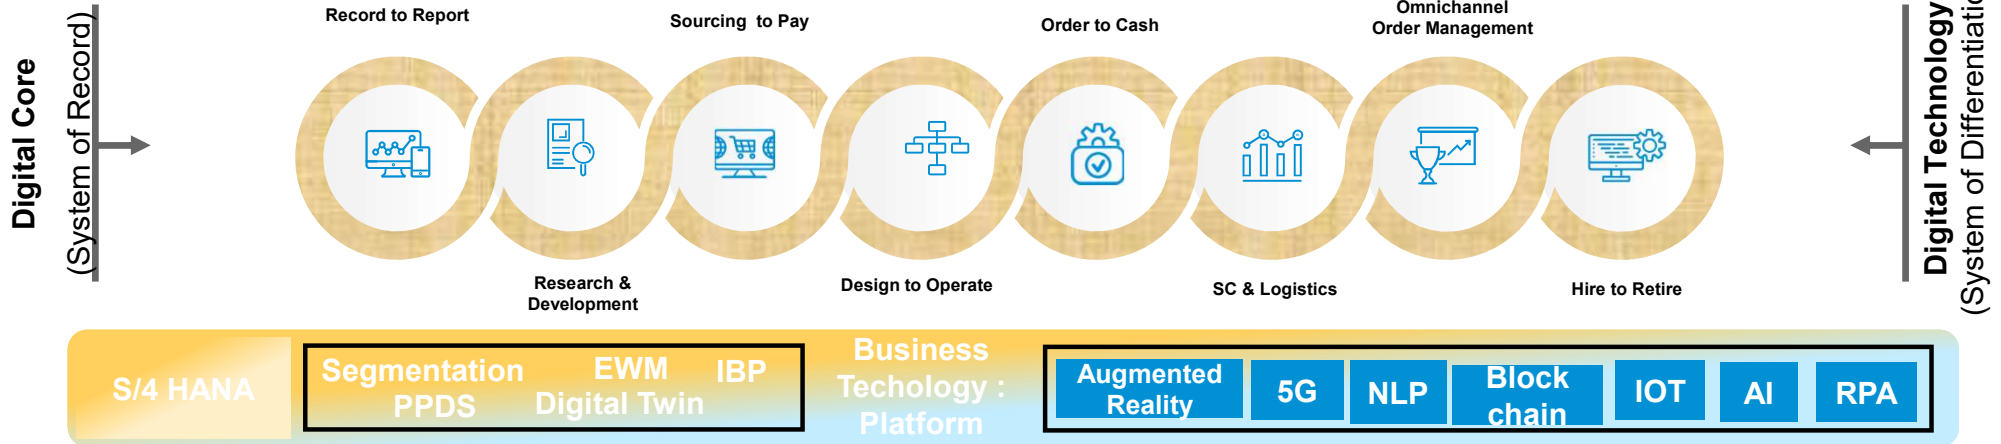 Record to Report
Sourcing to Pay
Order to Cash
Omnichannel
Order Management
Digital Core
(System of Record)
Digital Technology
(System of
Research &
Development
Design to Operate
SC & Logistics
Hire to Retire
S/4 HANA
Segmentation
PPDS
EWM
Digital Twin
IBP
Business
Techology :
Platform
Augmented
Reality
5G
NLP
Block
chain
IOT
AI
RPA